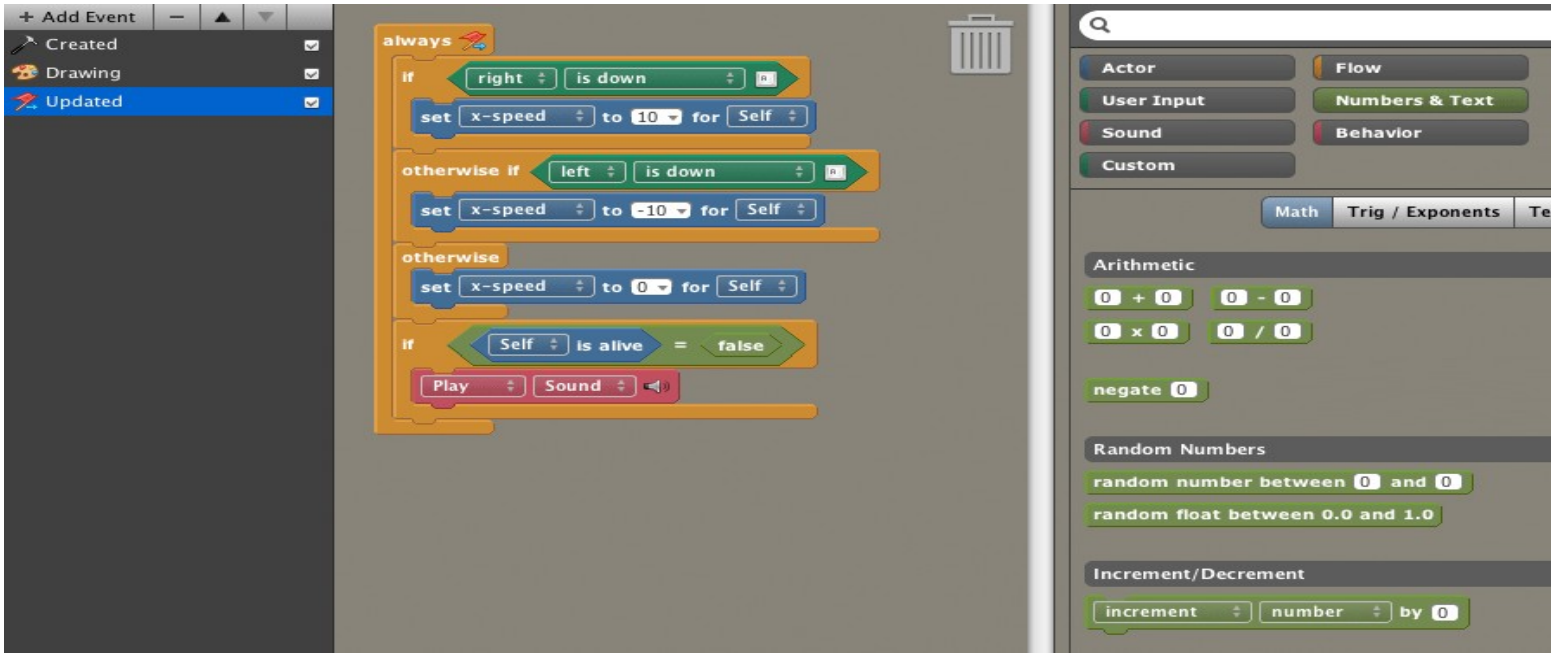 + Add Event
Created
Drawing
Updated
always
if right is down
set x-speed to 10 for Self
otherwise if left is down
set x-speed to -10 for Self
otherwise
set x-speed to 0 for Self
if Self is alive = false
Play Sound
Actor Flow
User Input Numbers & Text
Sound Behavior
Custom
Math Trig / Exponents Te
Arithmetic
0 + 0 0 - 0
0 x 0 0 / 0
negate 0
Random Numbers
random number between 0 and 0
random float between 0.0 and 1.0
Increment/Decrement
increment number by 0